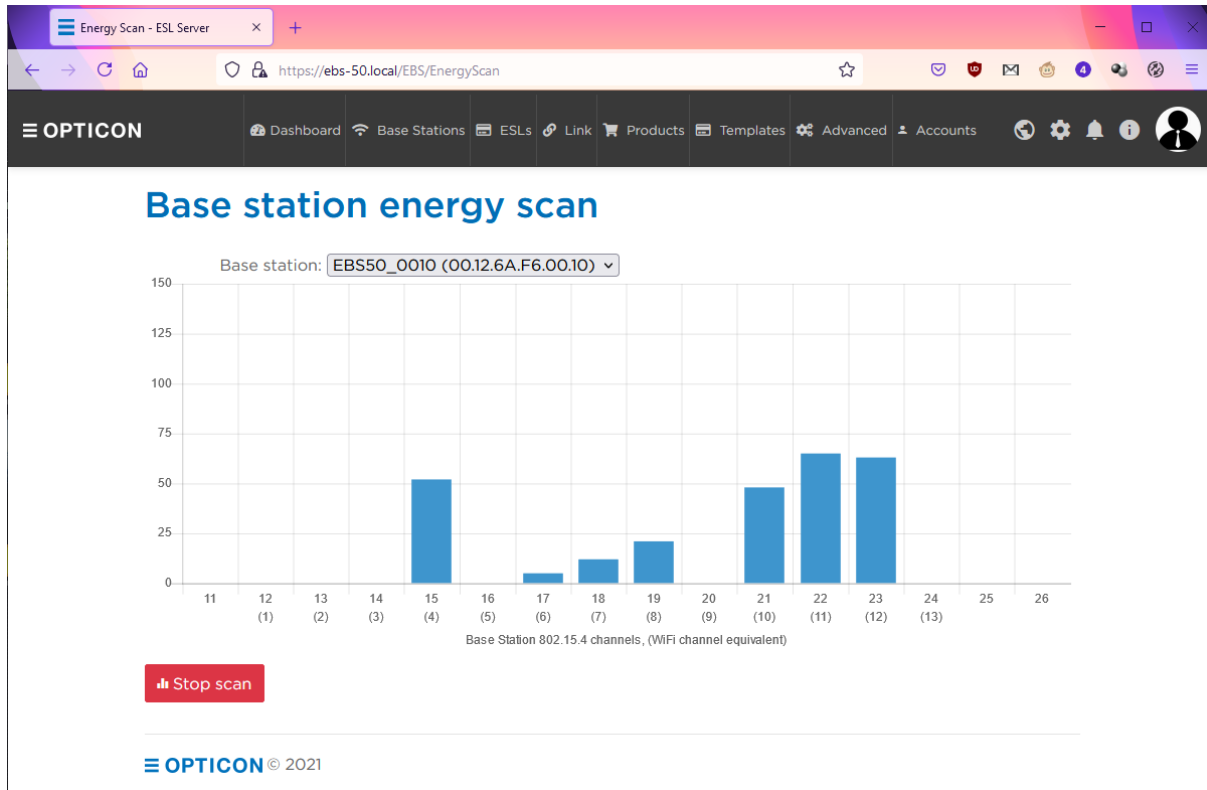 Energy Scan - ESL Server
https://ebs-50.local/EBS/EnergyScan
4
OPTICON Dashboard Base Stations ESLs Link Products Templates Advanced Accounts
Base station energy scan
Base station: EBS50_0010 (00.12.6A.F6.00.10)
150
125
100
75
50
25
0
11 12 13 14 15 16 17 18 19 20 21 22 23 24 25 26
(1) (2) (3) (4) (5) (6) (7) (8) (9) (10) (11) (12) (13)
Base Station 802.15.4 channels, (WiFi channel equivalent)
Stop scan
OPTICON © 2021